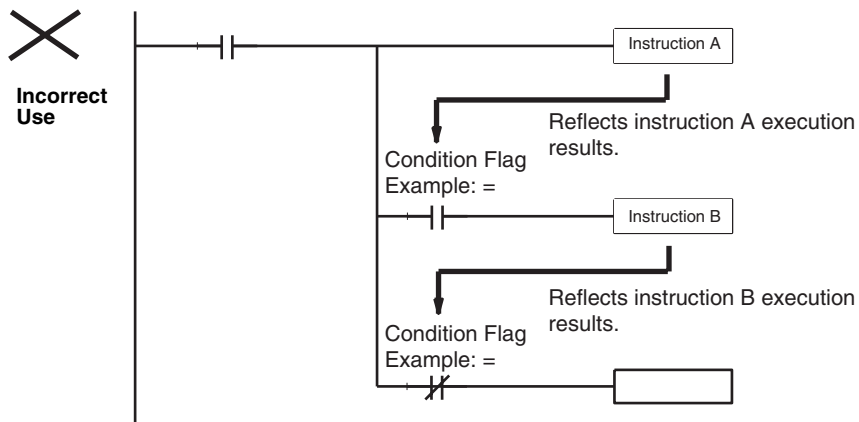 Incorrect
Use
Instruction A
Reflects instruction A execution
results.
Condition Flag
Example: =
Instruction B
Reflects instruction B execution
results.
Condition Flag
Example: =